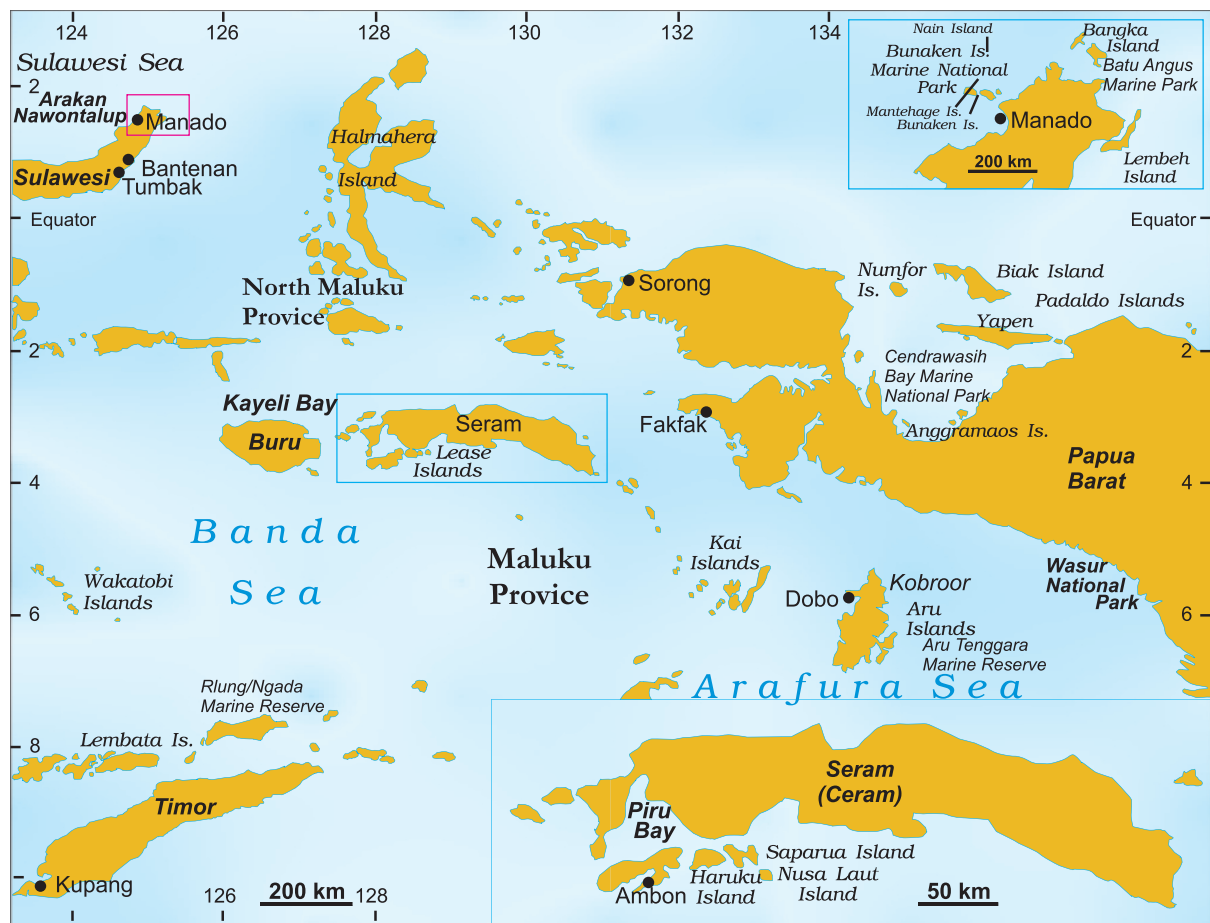 124
126
128
130
132
134
Sulawesi Sea
2
Arakan
Nawontalup
Manado
Bantenan
Tumbak
Sulawesi
Equator
Halmahera
Island
Nain Island
Bunaken Is.
Marine National
Park
Mantehage Is.
Bunaken Is.
Bangka
Island
Batu Angus
Marine Park
Manado
200 km
Lembeh
Island
Equator
North Maluku
Provice
Sorong
Numfor
Is.
Biak Island
Padaldo Islands
Yapen
2
2
Cendrawasih
Bay Marine
National Park
Anggramaos Is.
Kayeli Bay
Buru
Seram
Lease
Islands
Fakfak
Papua
Barat
4
4
Banda
Sea
Maluku
Provice
Kai
Islands
Wasur
National
Park
Wakatobi
Islands
Dobo
Kobroor
Aru
Islands
Aru Tenggara
Marine Reserve
6
6
Arafura Sea
Rlung/Ngada
Marine Reserve
Lembata Is.
8
Timor
Kupang
126
200 km
128
Seram
(Ceram)
Piru
Bay
Saparua Island
Haruku
Island
Nusa Laut
Island
Ambon
50 km